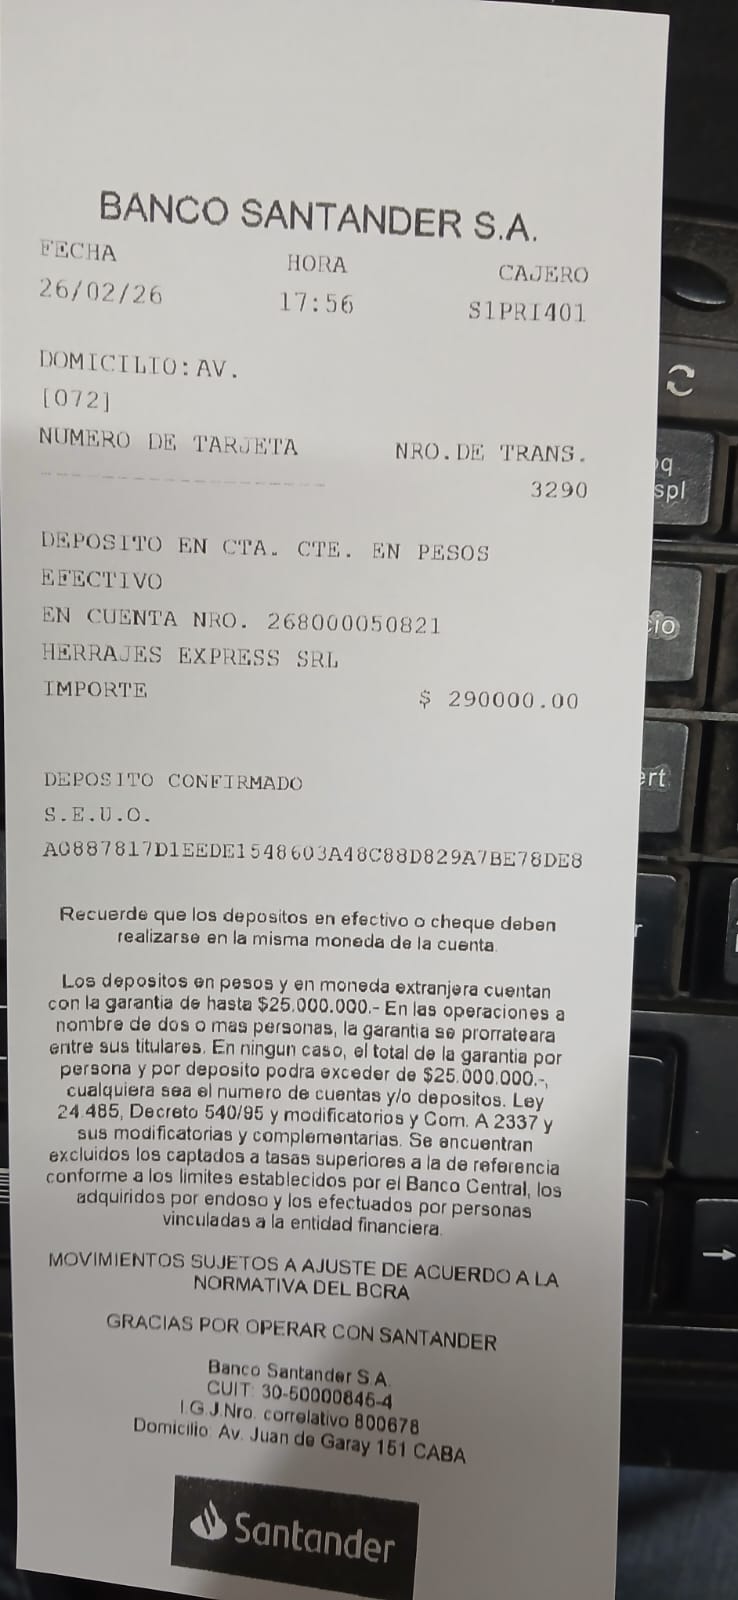 BANCO SANTANDER S.A.
FECHA HORA CAJERO
26/02/26 17:56 S1PRI401
DOMICILIO: AV.
[072]
NUMERO DE TARJETA NRO. DE TRANS.
3290
DEPOSITO EN CTA. CTE. EN PESOS
EFECTIVO
EN CUENTA NRO. 268000050821
HERRAJES EXPRESS SRL
IMPORTE $ 290000.00
DEPOSITO CONFIRMADO
S.E.U.O.
A0887817D1EEDE1548603A48C88D829A7BE78DE8
Recuerde que los depositos en efectivo o cheque deben
realizarse en la misma moneda de la cuenta.
Los depositos en pesos y en moneda extranjera cuentan
con la garantia de hasta $25.000.000.- En las operaciones a
nombre de dos o mas personas, la garantia se prorrateara
entre sus titulares. En ningun caso, el total de la garantia por
persona y por deposito podra exceder de $25.000.000.-,
cualquiera sea el numero de cuentas y/o depositos. Ley
24.485, Decreto 540/95 y modificatorios y Com. A 2337 y
sus modificatorias y complementarias. Se encuentran
excluidos los captados a tasas superiores a la de referencia
conforme a los limites establecidos por el Banco Central, los
adquiridos por endoso y los efectuados por personas
vinculadas a la entidad financiera.
MOVIMIENTOS SUJETOS A AJUSTE DE ACUERDO A LA
NORMATIVA DEL BCRA
GRACIAS POR OPERAR CON SANTANDER
Banco Santander S.A.
CUIT: 30-50000845-4
I.G.J.Nro. correlativo 800678
Domicilio: Av. Juan de Garay 151 CABA
Santander